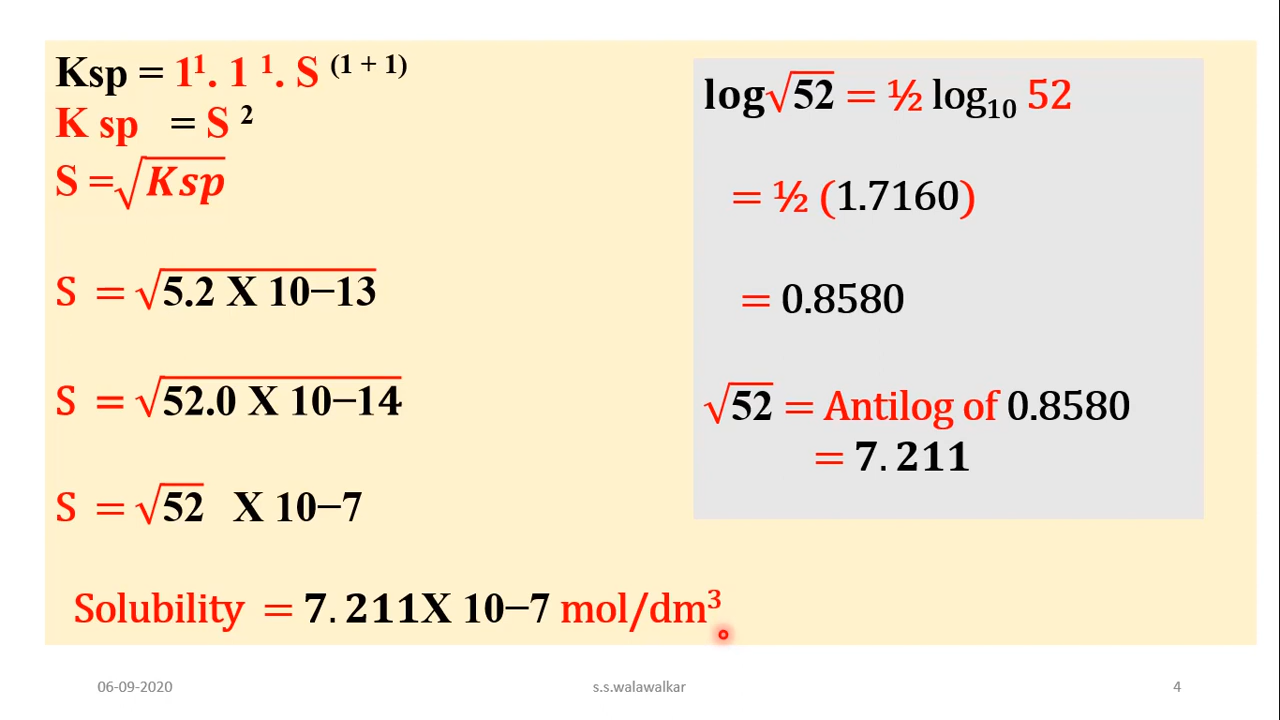 Ksp = 1¹. 1 ¹. S (1 + 1)
K sp = S ²
S =√Ksp
S = √5.2 X 10−13
S = √52.0 X 10−14
S = √52 X 10−7
Solubility = 7.211X 10−7 mol/dm³
log√52 = ½ log₁₀ 52
= ½ (1.7160)
= 0.8580
√52 = Antilog of 0.8580
= 7.211
06-09-2020
s.s.walawalkar
4